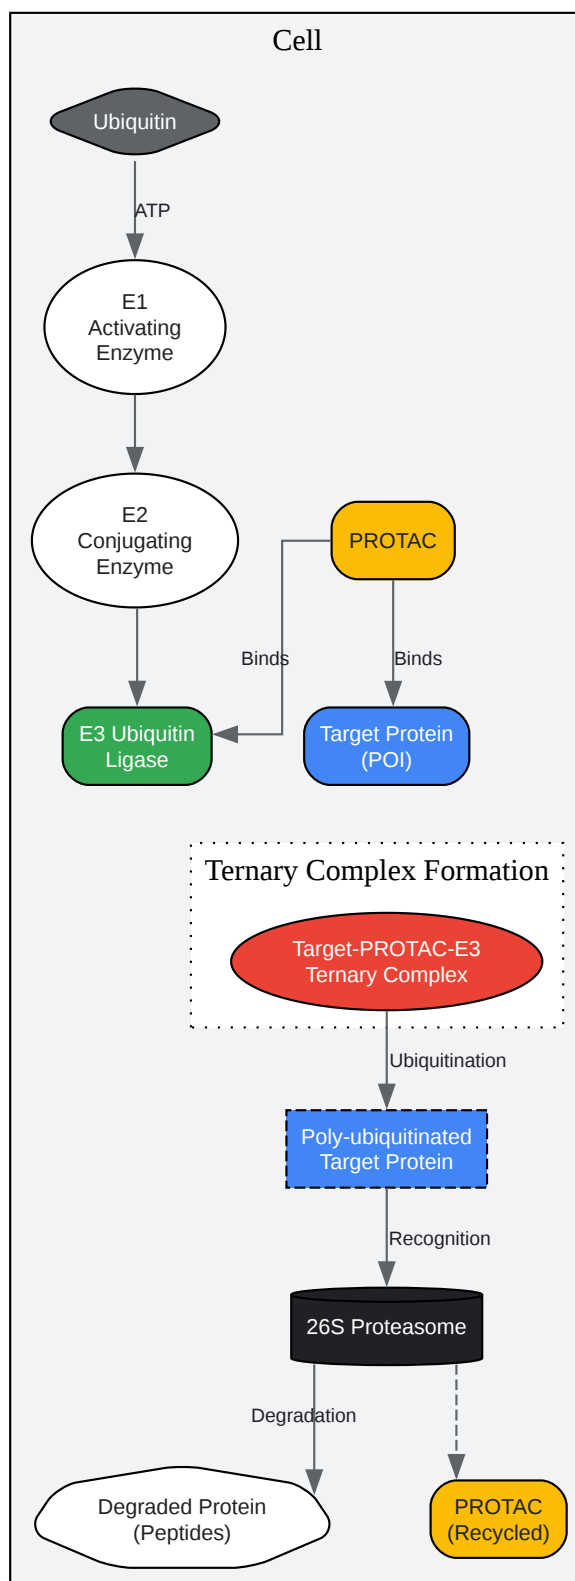 Cell
Ubiquitin
ATP
E1
Activating
Enzyme
E2
Conjugating
Enzyme
PROTAC
Binds
Binds
E3 Ubiquitin
Ligase
Target Protein
(POI)
Ternary Complex Formation
Target-PROTAC-E3
Ternary Complex
Ubiquitination
Poly-ubiquitinated
Target Protein
Recognition
26S Proteasome
Degradation
Degraded Protein
(Peptides)
PROTAC
(Recycled)